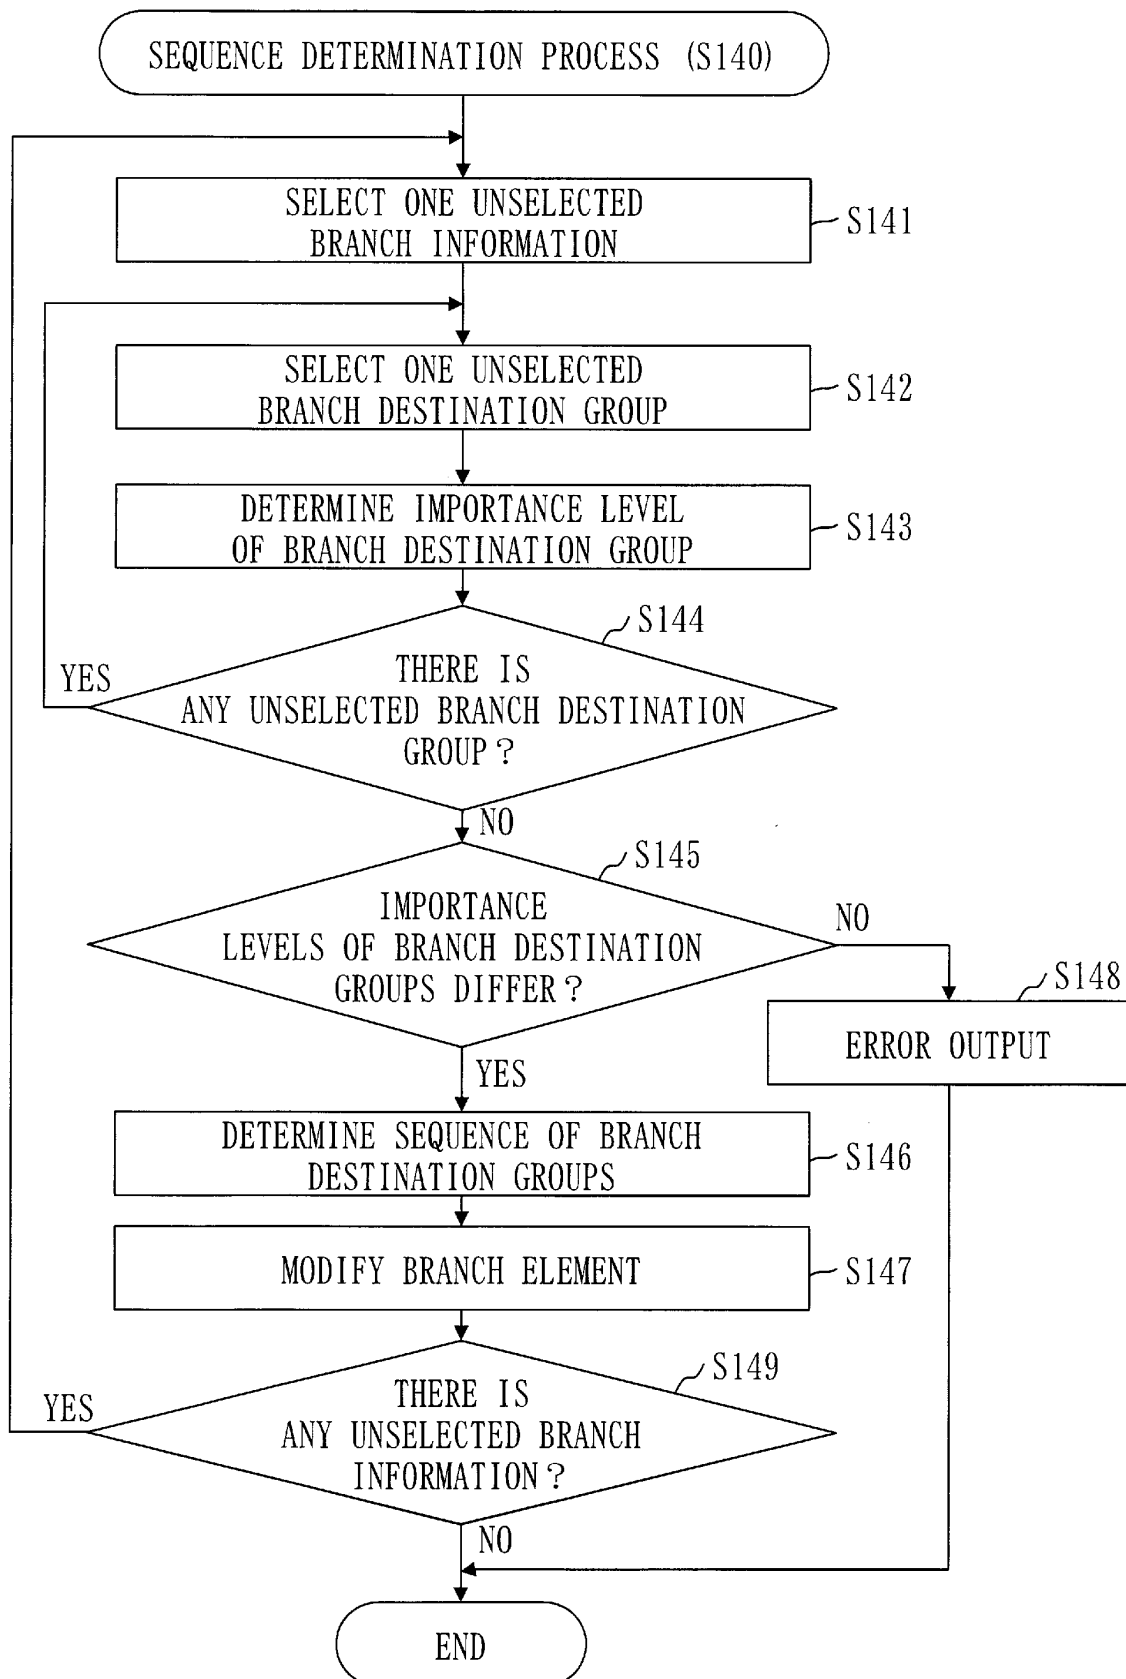 SEQUENCE DETERMINATION PROCESS (S140)
SELECT ONE UNSELECTED
BRANCH INFORMATION
S141
SELECT ONE UNSELECTED
BRANCH DESTINATION GROUP
S142
DETERMINE IMPORTANCE LEVEL
OF BRANCH DESTINATION GROUP
S143
S144
YES
THERE IS
ANY UNSELECTED BRANCH DESTINATION
GROUP?
NO
S145
IMPORTANCE
LEVELS OF BRANCH DESTINATION
GROUPS DIFFER?
NO
S148
ERROR OUTPUT
YES
DETERMINE SEQUENCE OF BRANCH
DESTINATION GROUPS
S146
MODIFY BRANCH ELEMENT
S147
S149
YES
THERE IS
ANY UNSELECTED BRANCH
INFORMATION?
NO
END